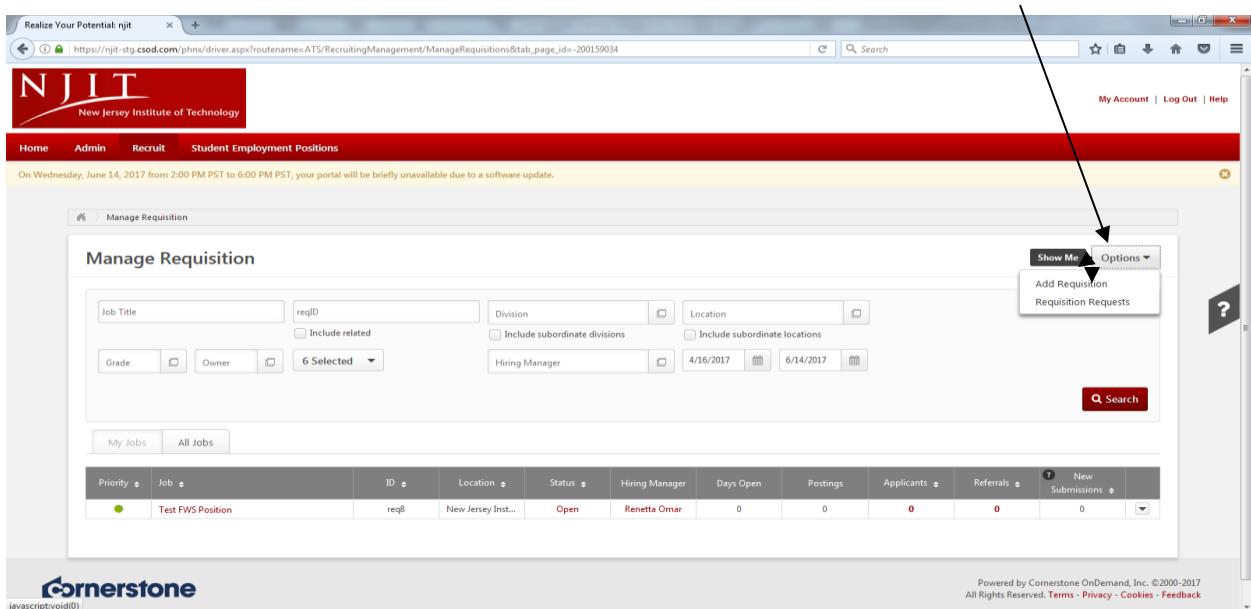 Realize Your Potential: njit × +
https://njit-stg.csod.com/phnx/driver.aspx?routename=ATS/RecruitingManagement/ManageRequisitions&tab_page_id=-200159034
Search
NJIT
New Jersey Institute of Technology
My Account | Log Out | Help
Home Admin Recruit Student Employment Positions
On Wednesday, June 14, 2017 from 2:00 PM PST to 6:00 PM PST, your portal will be briefly unavailable due to a software update.
Manage Requisition
Manage Requisition
Show Me Options
Add Requisition
Requisition Requests
?
Job Title reqID Division Location
Include related Include subordinate divisions Include subordinate locations
Grade Owner 6 Selected Hiring Manager 4/16/2017 6/14/2017
Search
My Jobs All Jobs
Priority Job ID Location Status Hiring Manager Days Open Postings Applicants Referrals ? New Submissions
Test FWS Position req8 New Jersey Inst... Open Renetta Omar 0 0 0 0 0
Cornerstone
Powered by Cornerstone OnDemand, Inc. ©2000-2017
All Rights Reserved. Terms - Privacy - Cookies - Feedback
javascript:void(0)